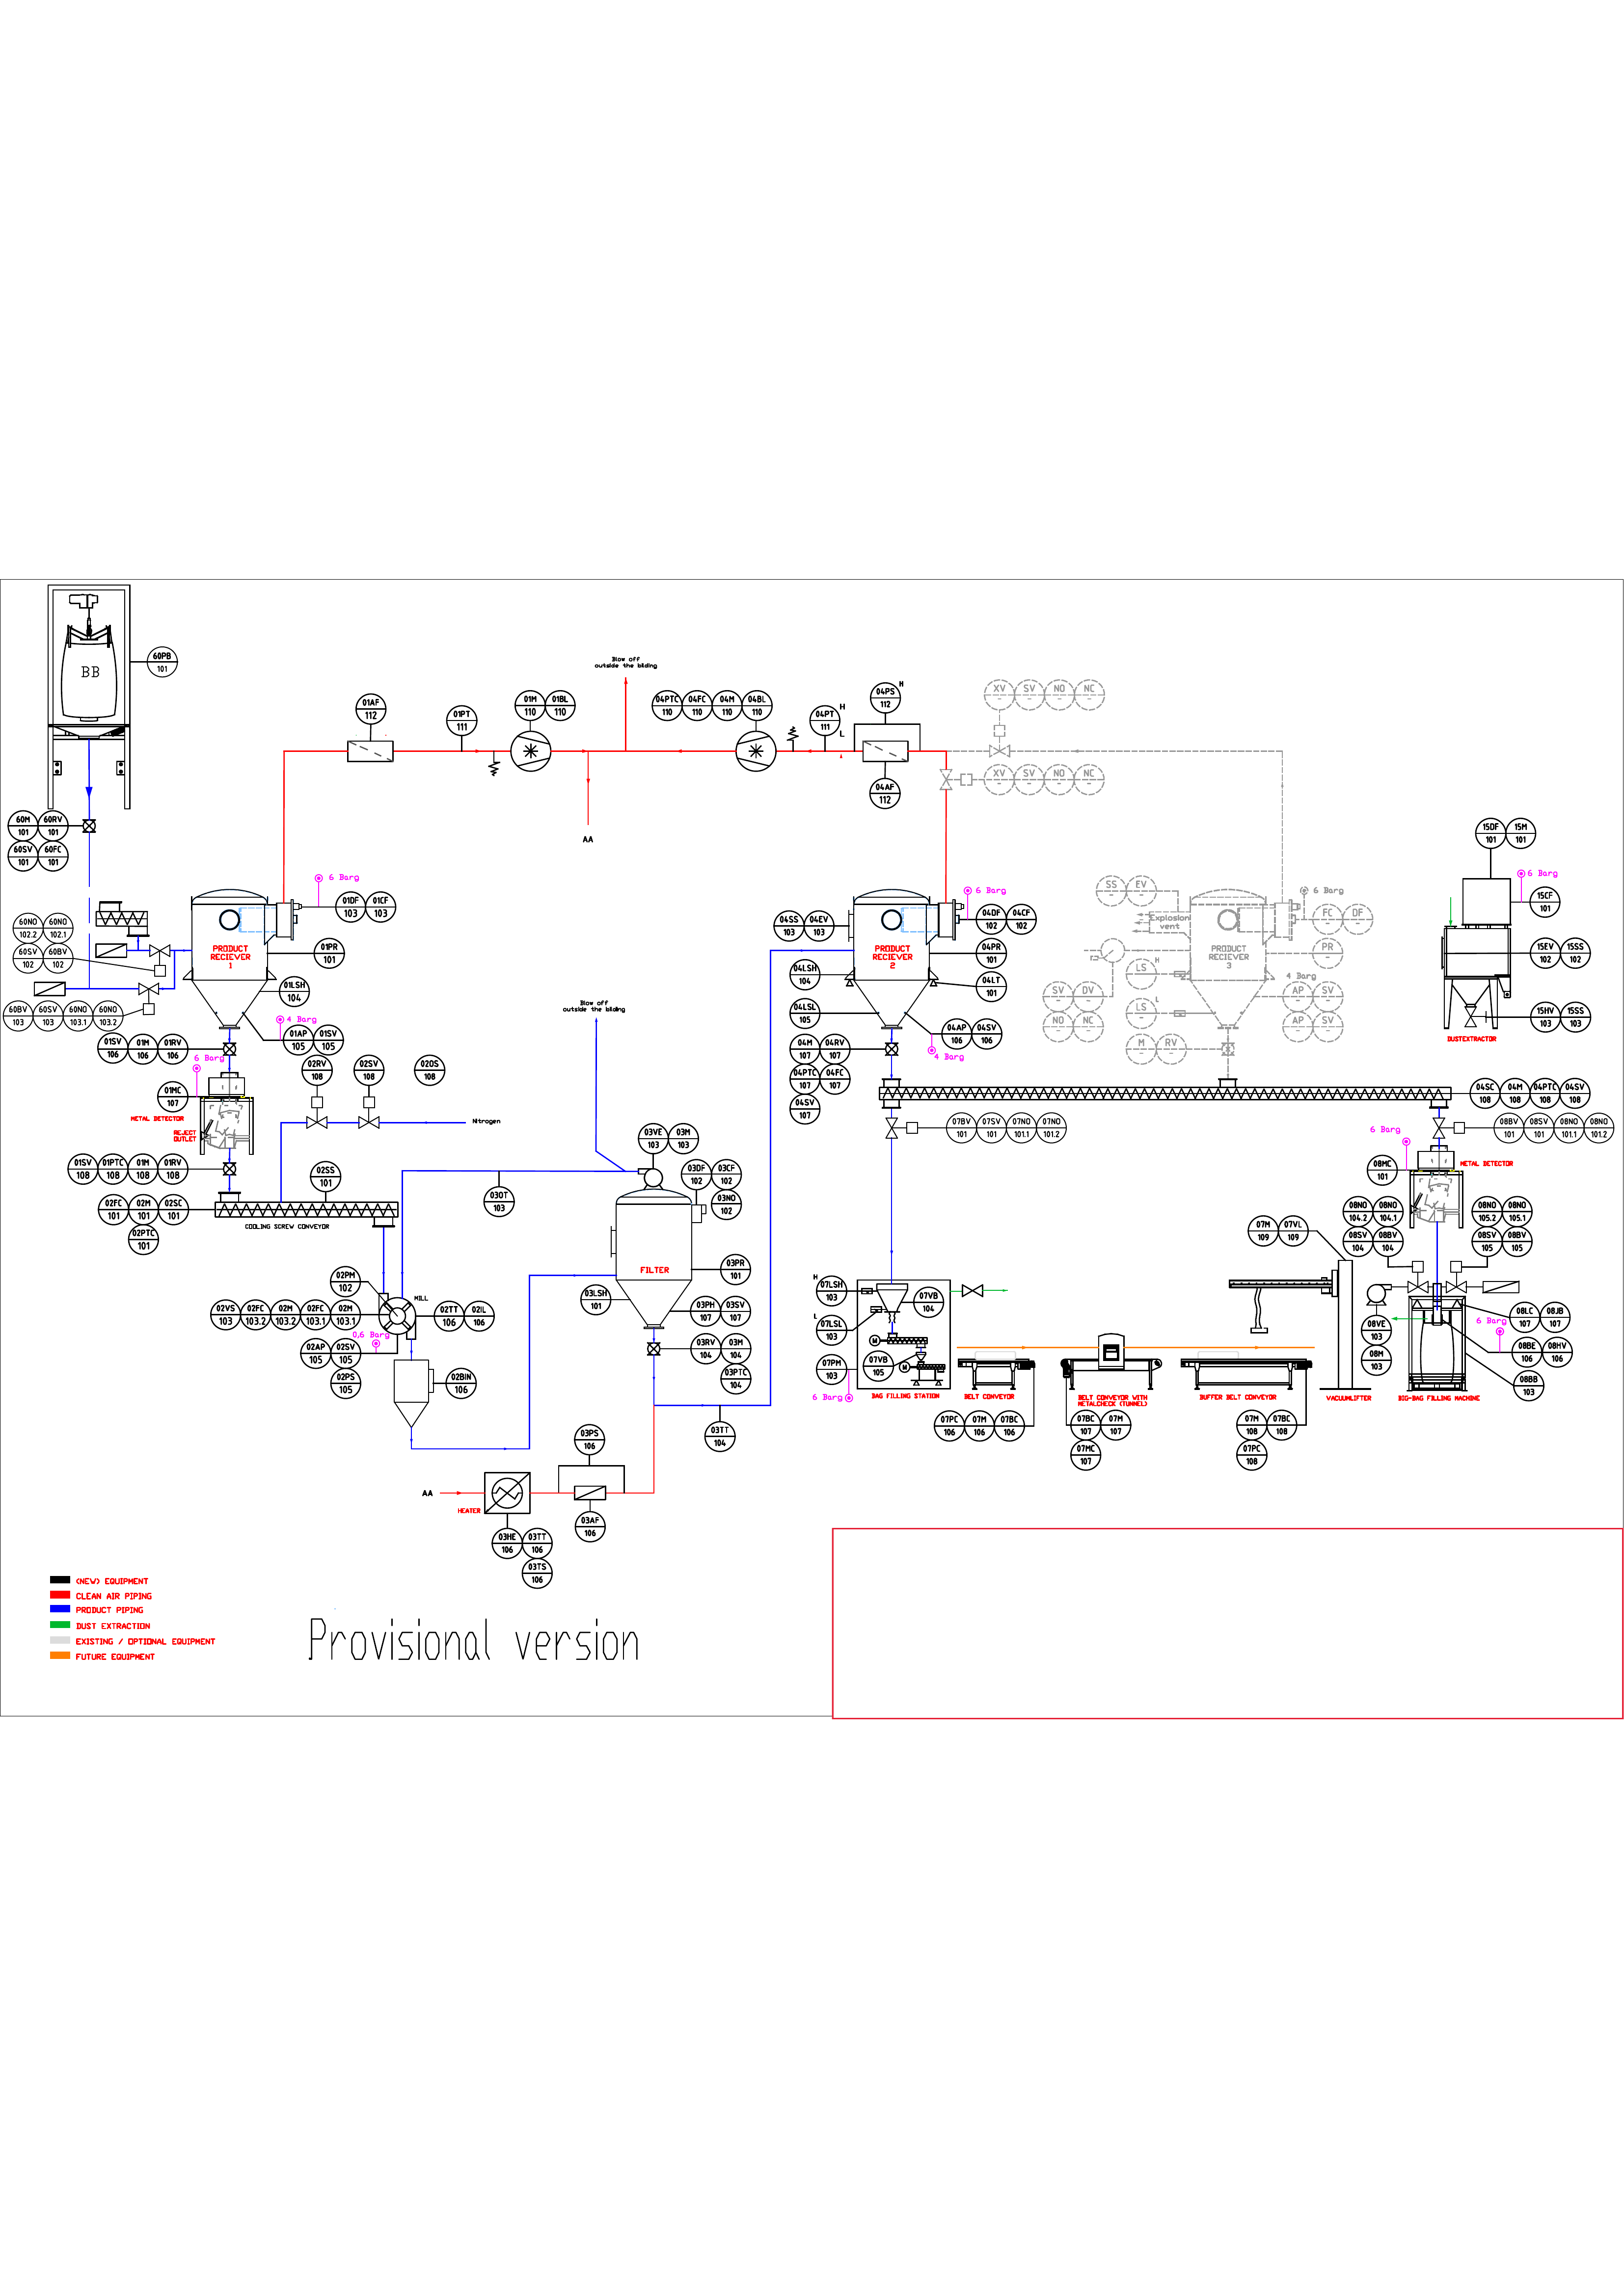 BB
60PB
101
Blow off
outside the bilding
01AF
112
01PT
111
01M 01BL
110 110
04PTC 04FC 04M 04BL
110 110 110 110
04PT
111
H
L
04PS
112
H
04AF
112
XV SV NO NC
- - - -
XV SV NO NC
- - - -
AA
60M 60RV
101 101
60SV 60FC
101 101
15DF 15M
101 101
6 Barg
15CF
101
15EV 15SS
102 102
15HV 15SS
103 103
DUSTEXTRACTOR
60NO 60NO
102.2 102.1
60SV 60BV
102 102
60BV 60SV 60NO 60NO
103 103 103.1 103.2
6 Barg
01DF 01CF
103 103
PRODUCT
RECIEVER
1
01PR
101
01LSH
104
4 Barg
01AP 01SV
105 105
01SV 01M 01RV
106 106 106
6 Barg
01MC
107
METAL DETECTOR
REJECT
OUTLET
01SV 01PTC 01M 01RV
108 108 108 108
02RV
108
02SV
108
02OS
108
Nitrogen
02SS
101
02FC 02M 02SC
101 101 101
02PTC
101
COOLING SCREW CONVEYOR
Blow off
outside the bilding
03VE 03M
103 103
03DF 03CF
102 102
03NO
102
03OT
103
FILTER
03PR
101
03LSH
101
03PH 03SV
107 107
03RV 03M
104 104
03PTC
104
03TT
104
02PM
102
MILL
02VS 02FC 02M 02FC 02M
103 103.2 103.2 103.1 103.1
02TT 02IL
106 106
0,6 Barg
02AP 02SV
105 105
02PS
105
02BIN
106
03PS
106
AA
HEATER
03AF
106
03HE 03TT
106 106
03TS
106
04SS 04EV
103 103
6 Barg
04DF 04CF
102 102
PRODUCT
RECIEVER
2
04PR
101
04LSH
104
04LT
101
04LSL
105
04AP 04SV
106 106
4 Barg
04M 04RV
107 107
04PTC 04FC
107 107
04SV
107
SS EV
- -
Explosion
vent
6 Barg
FC DF
- -
PRODUCT
RECIEVER
3
PR
-
LS
-
H
4 Barg
SV DV
- -
AP SV
- -
LS
-
L
NO NC
- -
AP SV
- -
M RV
- -
04SC 04M 04PTC 04SV
108 108 108 108
07BV 07SV 07NO 07NO
101 101 101.1 101.2
08BV 08SV 08NO 08NO
101 101 101.1 101.2
6 Barg
08MC
101
METAL DETECTOR
08NO 08NO
104.2 104.1
08SV 08BV
104 104
08NO 08NO
105.2 105.1
08SV 08BV
105 105
07M 07VL
109 109
H
07LSH
103
L
07LSL
103
07VB
104
M
07VB
105
M
07PM
103
6 Barg
BAG FILLING STATION
BELT CONVEYOR
BELT CONVEYOR WITH
METALCHECK (TUNNEL)
BUFFER BELT CONVEYOR
VACUUMLIFTER
BIG-BAG FILLING MACHINE
08VE
103
08M
103
6 Barg
08LC 08JB
107 107
08BE 08HV
106 106
08BB
103
07PC 07M 07BC
106 106 106
07BC 07M
107 107
07MC
107
07M 07BC
108 108
07PC
108
(NEW) EQUIPMENT
CLEAN AIR PIPING
PRODUCT PIPING
DUST EXTRACTION
EXISTING / OPTIONAL EQUIPMENT
FUTURE EQUIPMENT
Provisional version